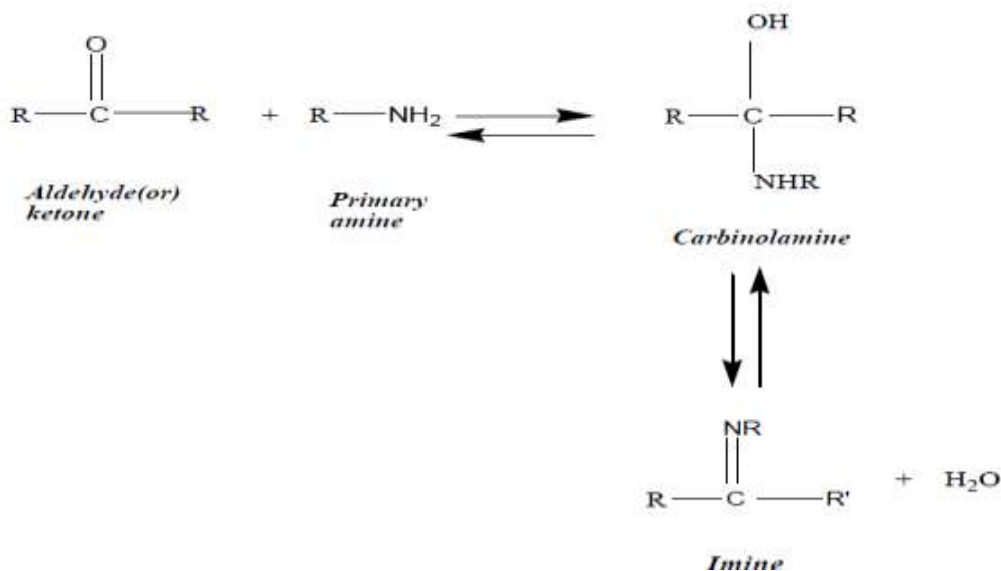 O
R C R + R NH₂
Aldehyde(or)
ketone
Primary
amine
OH
R C R
NHR
Carbinolamine
NR
R C R' + H₂O
Imine